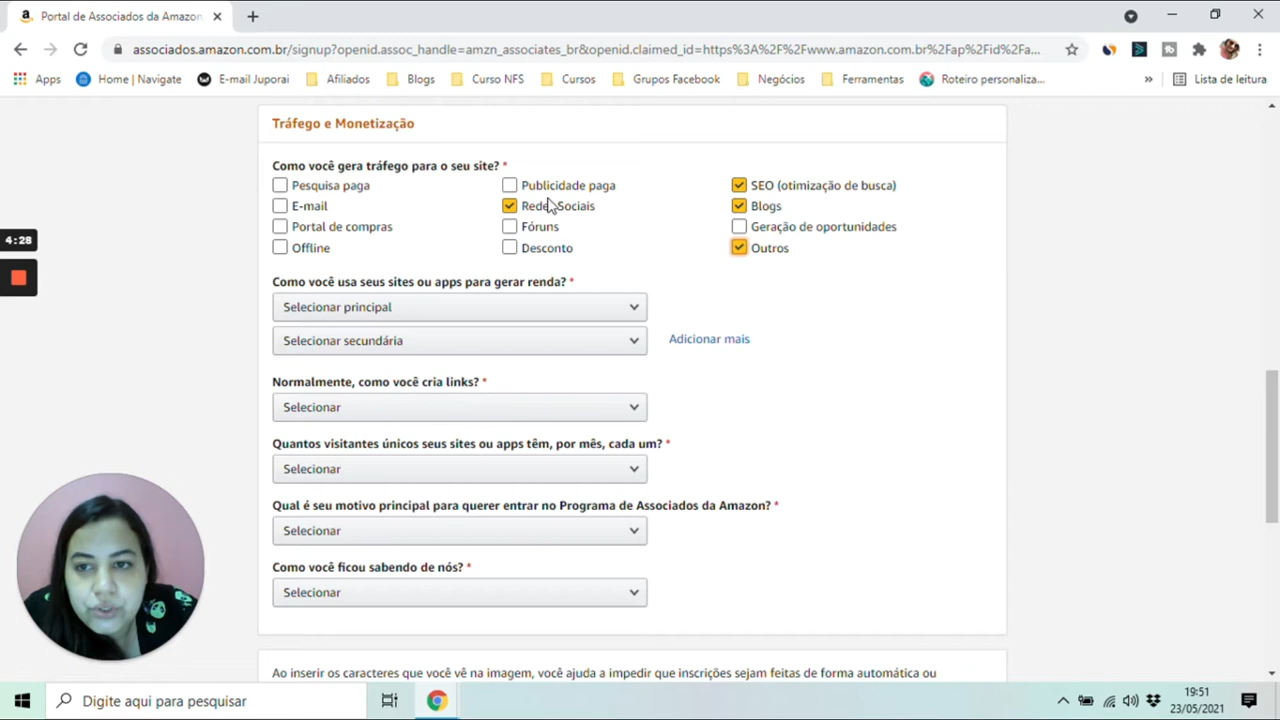 Portal de Associados da Amazon
associados.amazon.com.br/signup?openid.assoc_handle=amzn_associates_br&openid.claimed_id=https%3A%2F%2Fwww.amazon.com.br%2Fap%2Fid%2Fa...
Apps Home | Navigate E-mail Juporai Afiliados Blogs Curso NFS Cursos Grupos Facebook Negócios Ferramentas Roteiro personaliza... » Lista de leitura
Tráfego e Monetização
Como você gera tráfego para o seu site? *
Pesquisa paga Publicidade paga SEO (otimização de busca)
E-mail Redes Sociais Blogs
Portal de compras Fóruns Geração de oportunidades
4:28
Offline Desconto Outros
Como você usa seus sites ou apps para gerar renda? *
Selecionar principal
Selecionar secundária Adicionar mais
Normalmente, como você cria links? *
Selecionar
Quantos visitantes únicos seus sites ou apps têm, por mês, cada um? *
Selecionar
Qual é seu motivo principal para querer entrar no Programa de Associados da Amazon? *
Selecionar
Como você ficou sabendo de nós? *
Selecionar
Ao inserir os caracteres que você vê na imagem, você ajuda a impedir que inscrições sejam feitas de forma automática ou
Digite aqui para pesquisar
19:51
23/05/2021